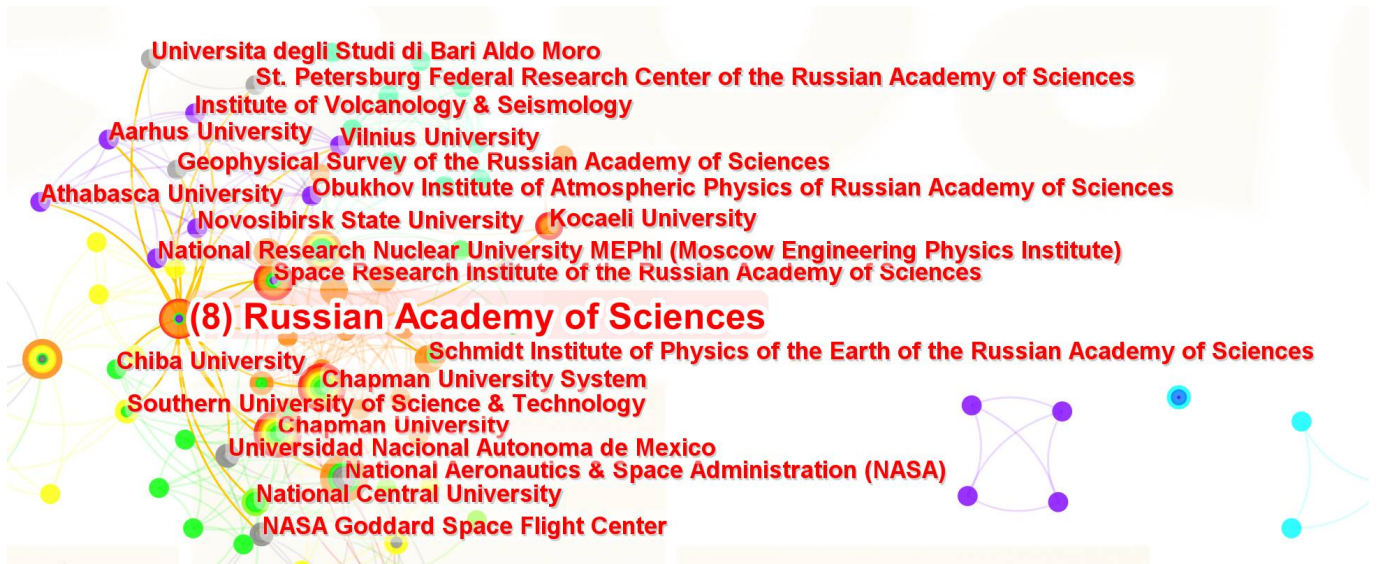 Universita degli Studi di Bari Aldo Moro
St. Petersburg Federal Research Center of the Russian Academy of Sciences
Institute of Volcanology & Seismology
Aarhus University
Vilnius University
Geophysical Survey of the Russian Academy of Sciences
Athabasca University
Obukhov Institute of Atmospheric Physics of Russian Academy of Sciences
Novosibirsk State University
Kocaeli University
National Research Nuclear University MEPhI (Moscow Engineering Physics Institute)
Space Research Institute of the Russian Academy of Sciences
(8) Russian Academy of Sciences
Schmidt Institute of Physics of the Earth of the Russian Academy of Sciences
Chiba University
Chapman University System
Southern University of Science & Technology
Chapman University
Universidad Nacional Autonoma de Mexico
National Aeronautics & Space Administration (NASA)
National Central University
NASA Goddard Space Flight Center